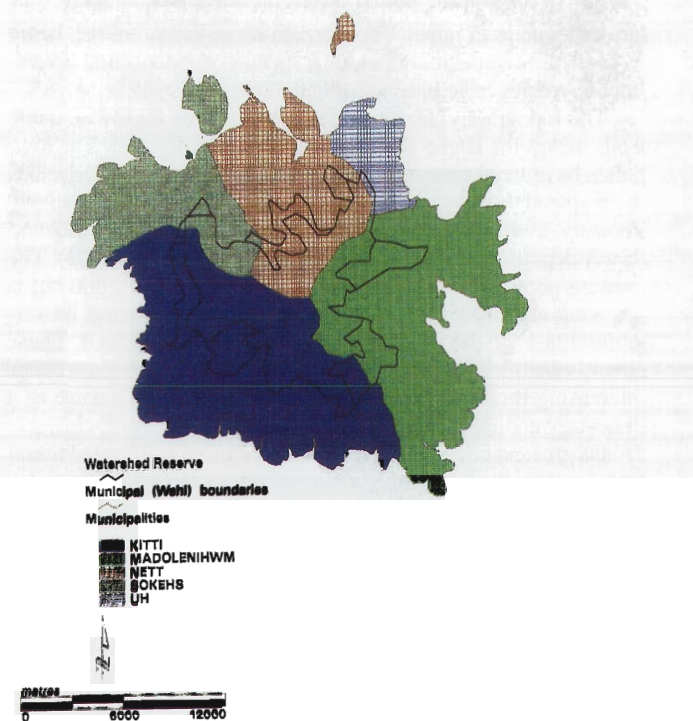 Watershed Reserve
Municipal (Wehi) boundaries
Municipalities
KITTI
MADOLENIHWM
NETT
SOKEHS
UH
metres
0 6000 12000